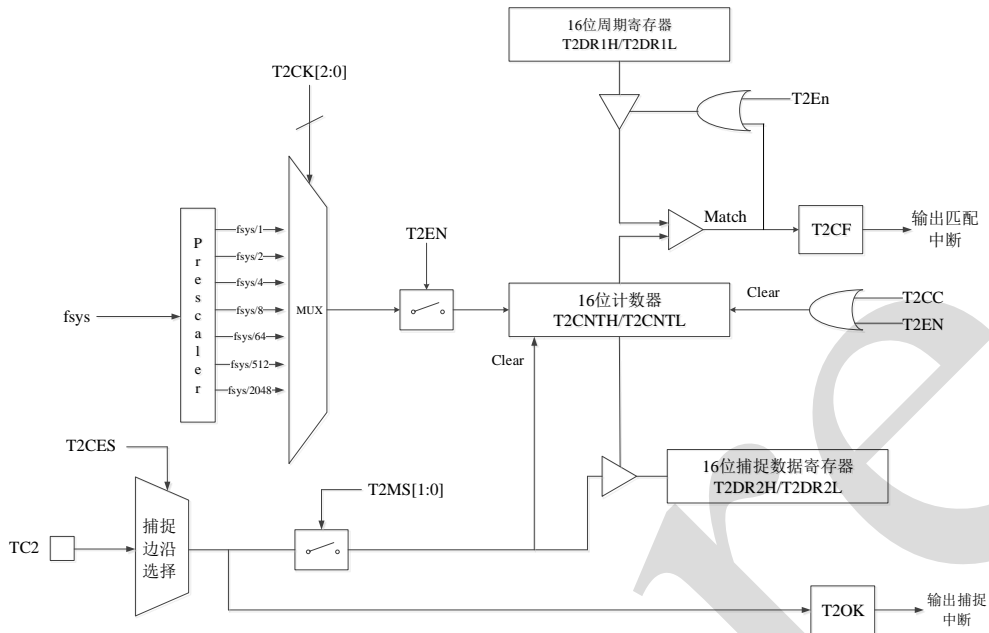 16位周期寄存器
T2DR1H/T2DR1L
T2CK[2:0]
T2En
Match
T2CF
输出匹配
中断
Prescaler
fsys/1
fsys/2
fsys/4
fsys/8
fsys/64
fsys/512
fsys/2048
fsys
MUX
T2EN
16位计数器
T2CNTH/T2CNTL
Clear
T2CC
T2EN
Clear
T2CES
T2MS[1:0]
16位捕捉数据寄存器
T2DR2H/T2DR2L
TC2
捕捉
边沿
选择
T2OK
输出捕捉
中断
re